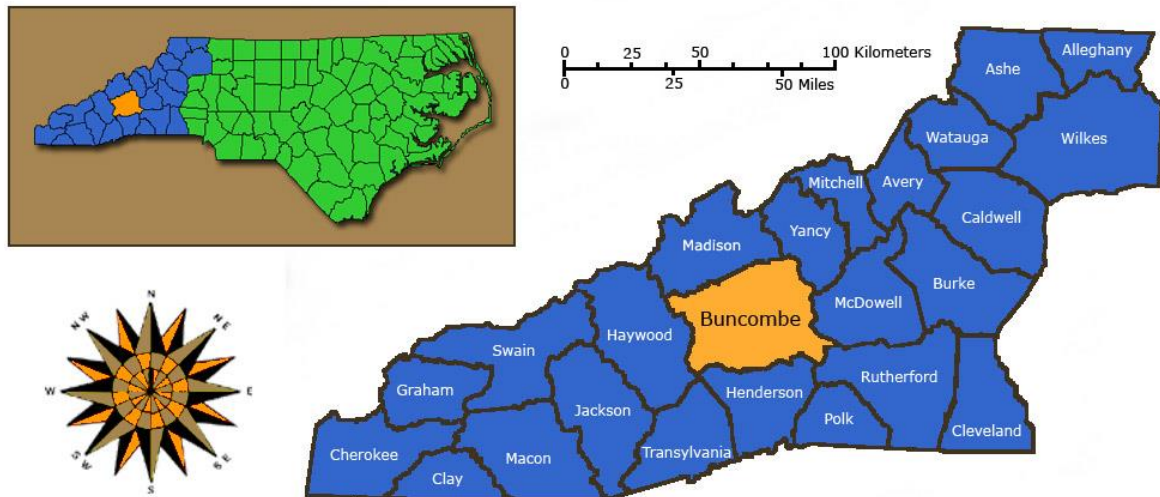 0 25 50 100 Kilometers
0 25 50 Miles
Alleghany
Ashe
Watauga
Wilkes
Mitchell
Avery
Caldwell
Yancy
Madison
Burke
McDowell
Buncombe
Haywood
Swain
Rutherford
Graham
Henderson
Jackson
Polk
Cleveland
Transylvania
Cherokee
Macon
Clay
N
NW
NE
W
E
SW
SE
S